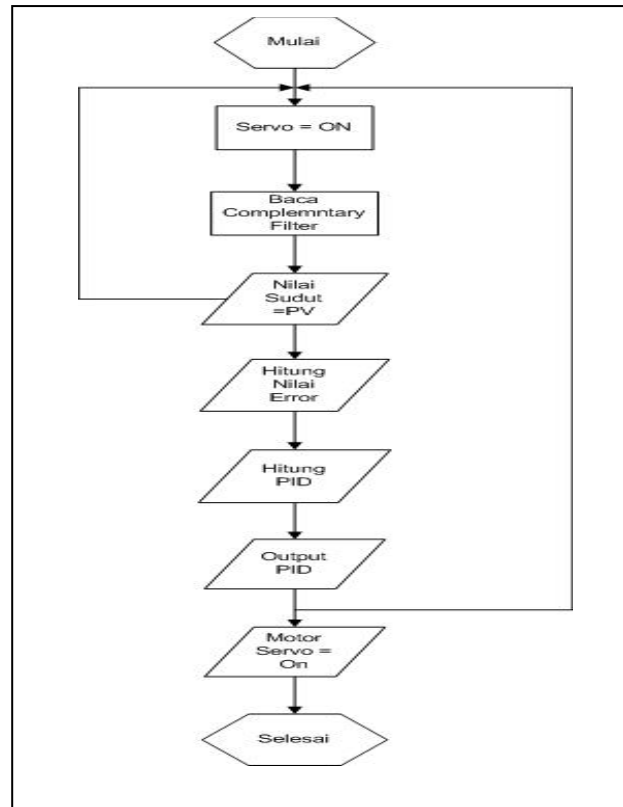 Mulai
Servo = ON
Baca
Complemntary
Filter
Nilai
Sudut
=PV
Hitung
Nilai
Error
Hitung
PID
Output
PID
Motor
Servo =
On
Selesai